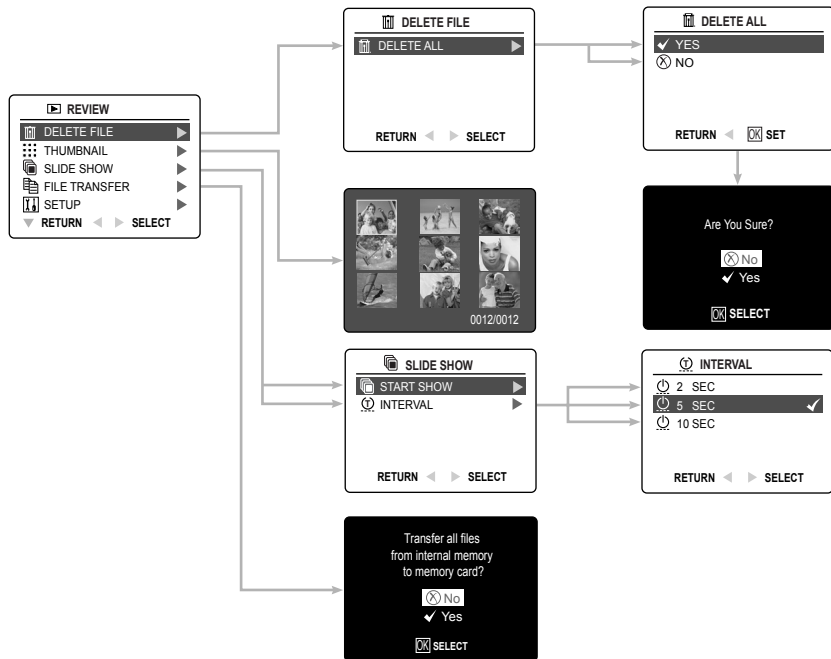 REVIEW
DELETE FILE
THUMBNAIL
SLIDE SHOW
FILE TRANSFER
SETUP
RETURN SELECT
DELETE FILE
DELETE ALL
RETURN SELECT
DELETE ALL
YES
NO
RETURN OK SET
Are You Sure?
No
Yes
OK SELECT
0012/0012
SLIDE SHOW
START SHOW
INTERVAL
RETURN SELECT
INTERVAL
2 SEC
5 SEC
10 SEC
RETURN SELECT
Transfer all files
from internal memory
to memory card?
No
Yes
OK SELECT